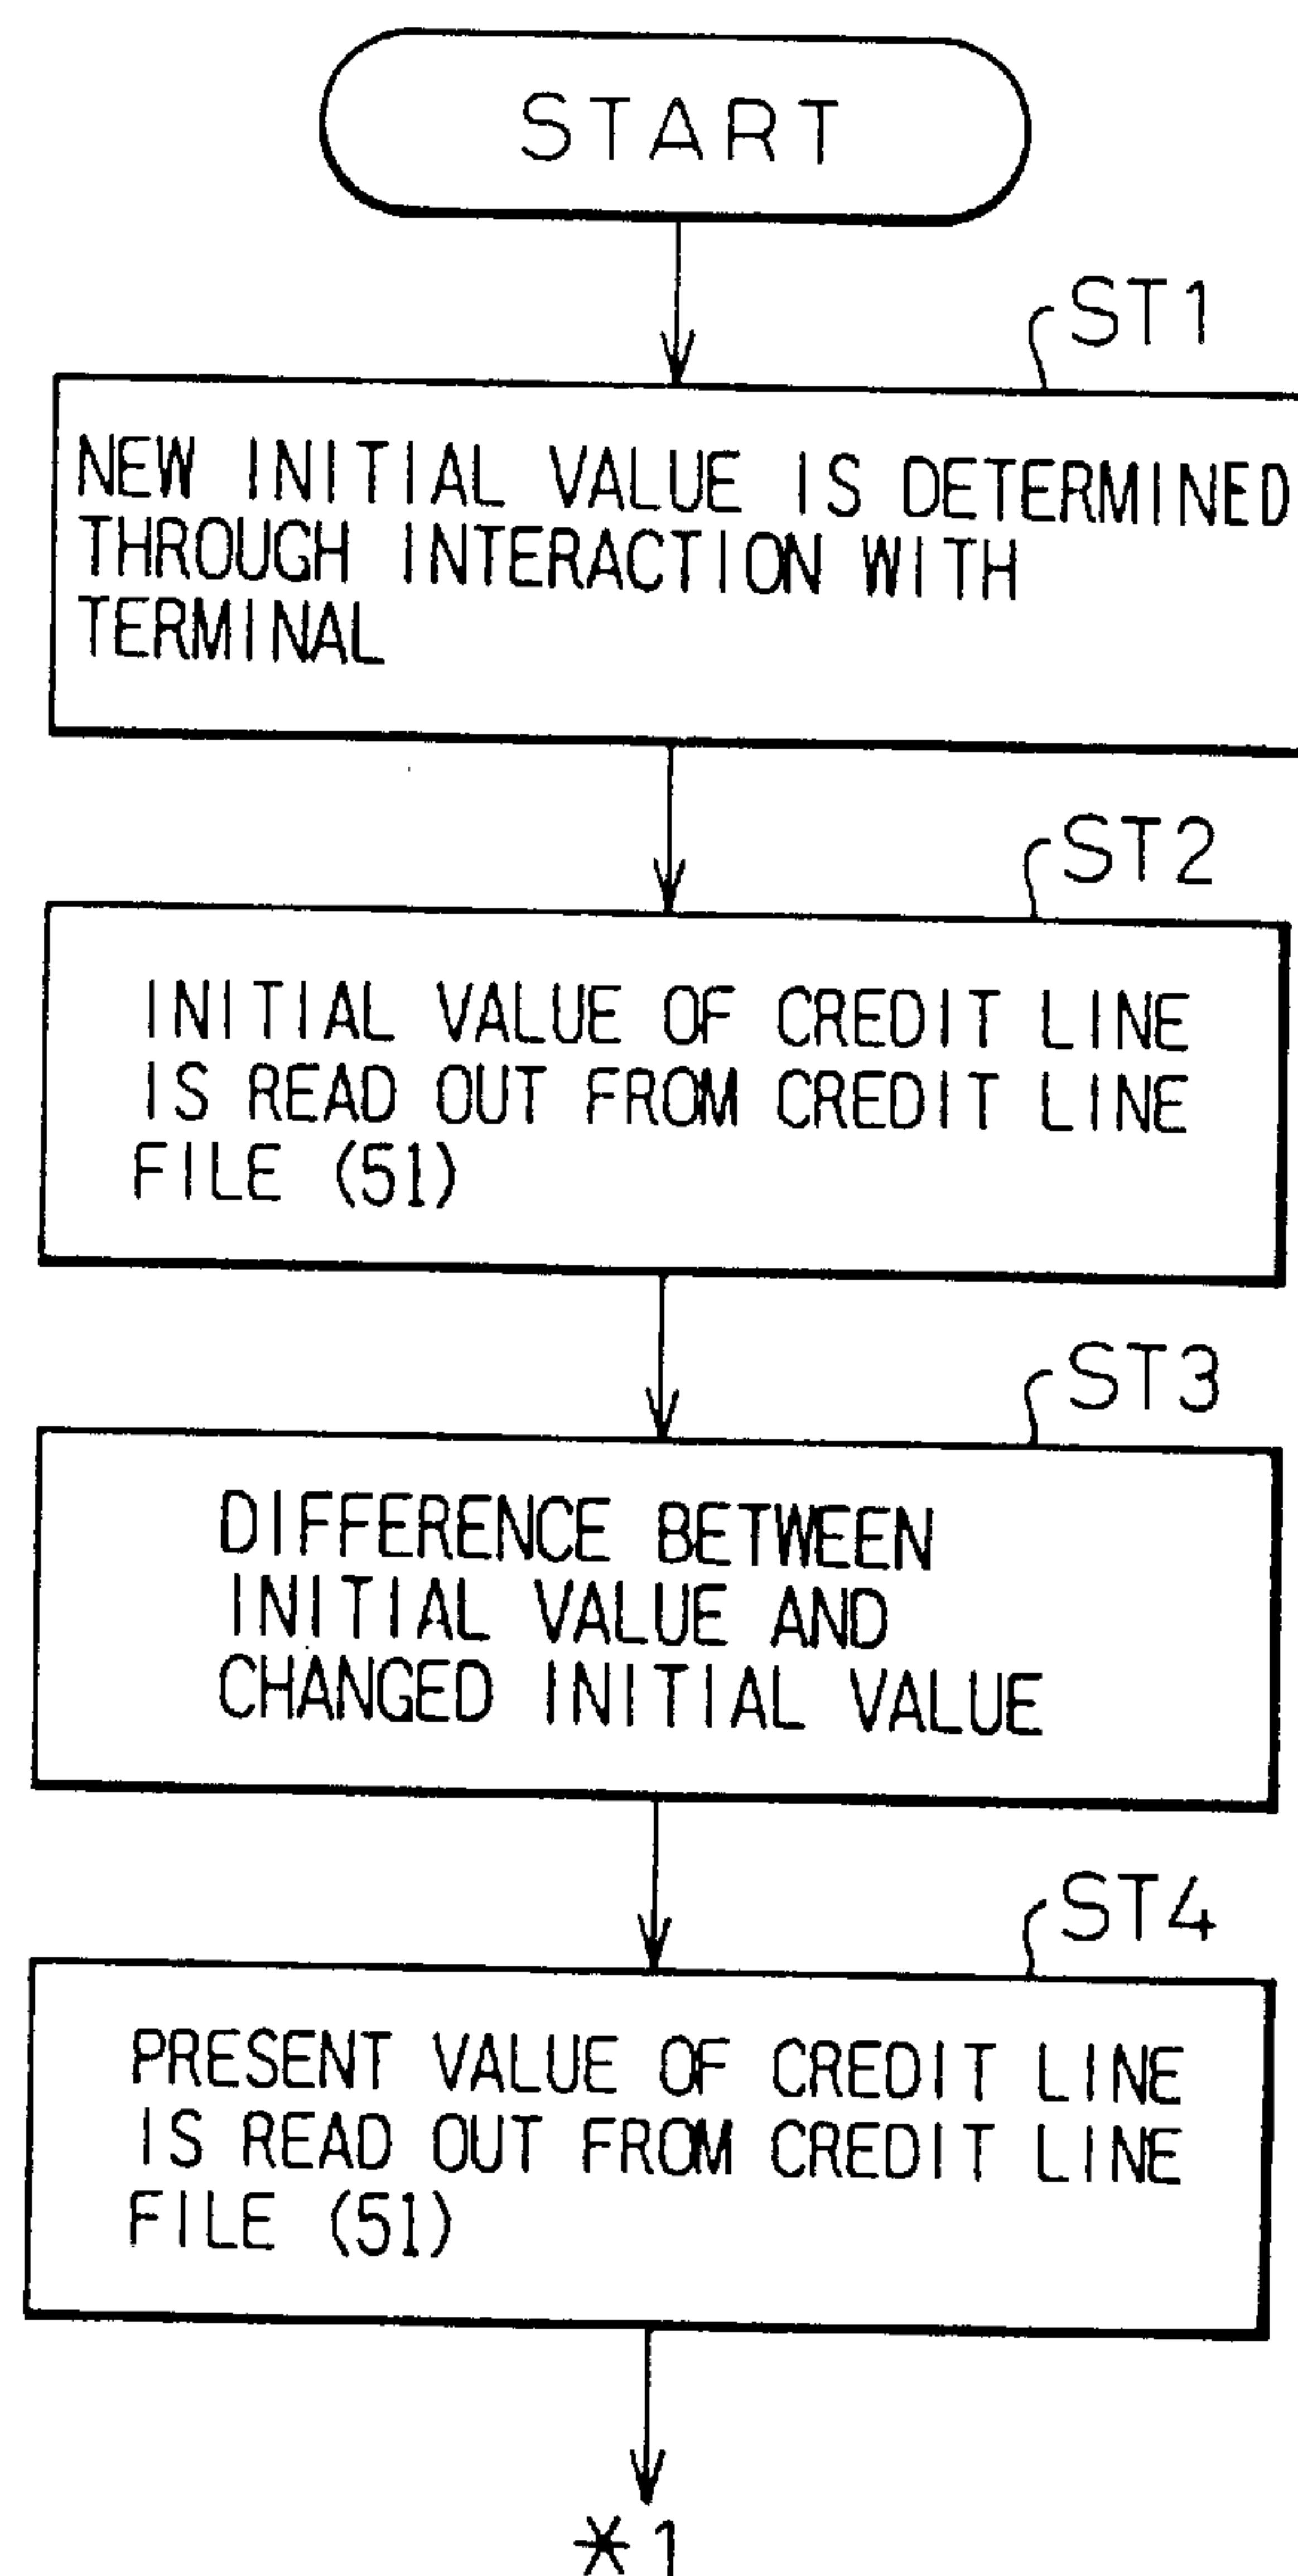 START
ST1
NEW INITIAL VALUE IS DETERMINED
THROUGH INTERACTION WITH
TERMINAL
ST2
INITIAL VALUE OF CREDIT LINE
IS READ OUT FROM CREDIT LINE
FILE (51)
ST3
DIFFERENCE BETWEEN
INITIAL VALUE AND
CHANGED INITIAL VALUE
ST4
PRESENT VALUE OF CREDIT LINE
IS READ OUT FROM CREDIT LINE
FILE (51)
*1